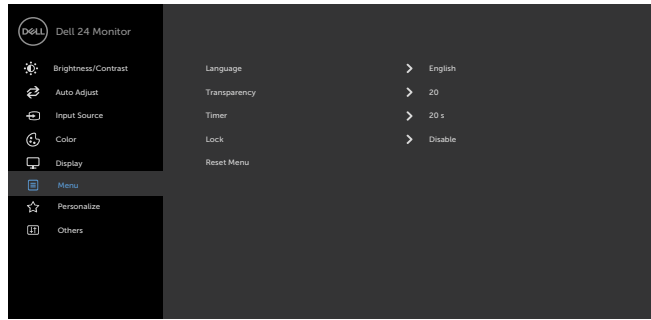 DELL Dell 24 Monitor
Brightness/Contrast Language English
Auto Adjust Transparency 20
Input Source Timer 20 s
Color Lock Disable
Display Reset Menu
Menu
Personalize
Others